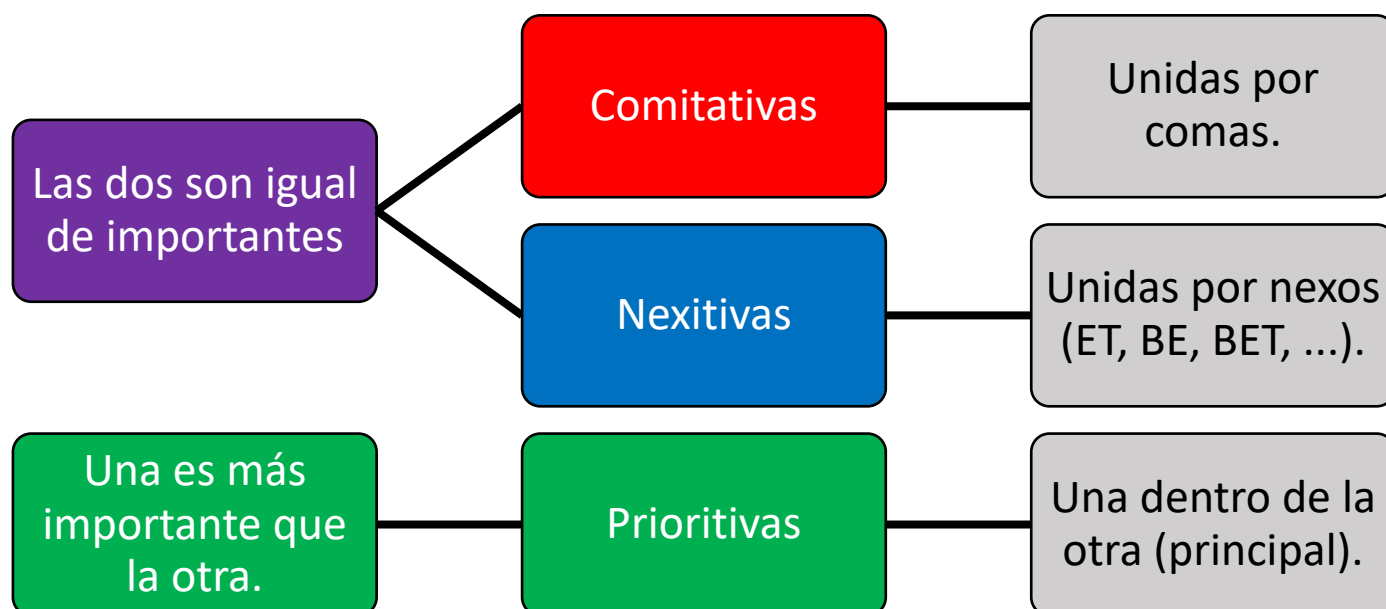 Las dos son igual
de importantes
Comitativas
Unidas por
comas.
Nexitivas
Unidas por nexos
(ET, BE, BET, ...).
Una es más
importante que
la otra.
Prioritivas
Una dentro de la
otra (principal).